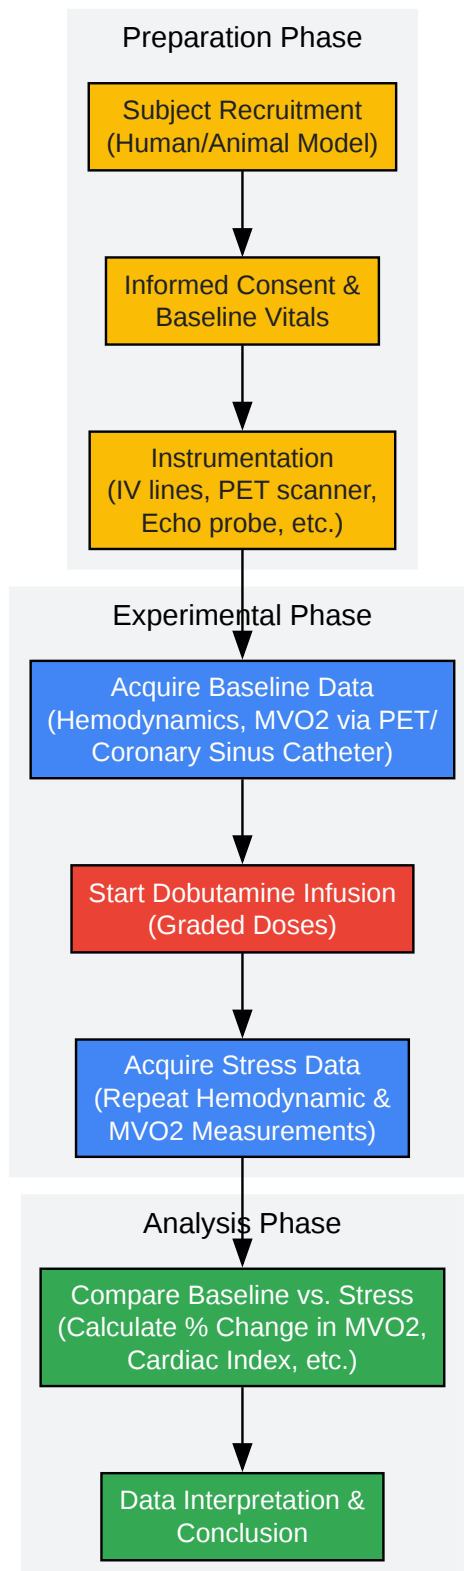 Preparation Phase
Subject Recruitment
(Human/Animal Model)
Informed Consent &
Baseline Vitals
Instrumentation
(IV lines, PET scanner,
Echo probe, etc.)
Experimental Phase
Acquire Baseline Data
(Hemodynamics, MVO2 via PET/
Coronary Sinus Catheter)
Start Dobutamine Infusion
(Graded Doses)
Acquire Stress Data
(Repeat Hemodynamic &
MVO2 Measurements)
Analysis Phase
Compare Baseline vs. Stress
(Calculate % Change in MVO2,
Cardiac Index, etc.)
Data Interpretation &
Conclusion